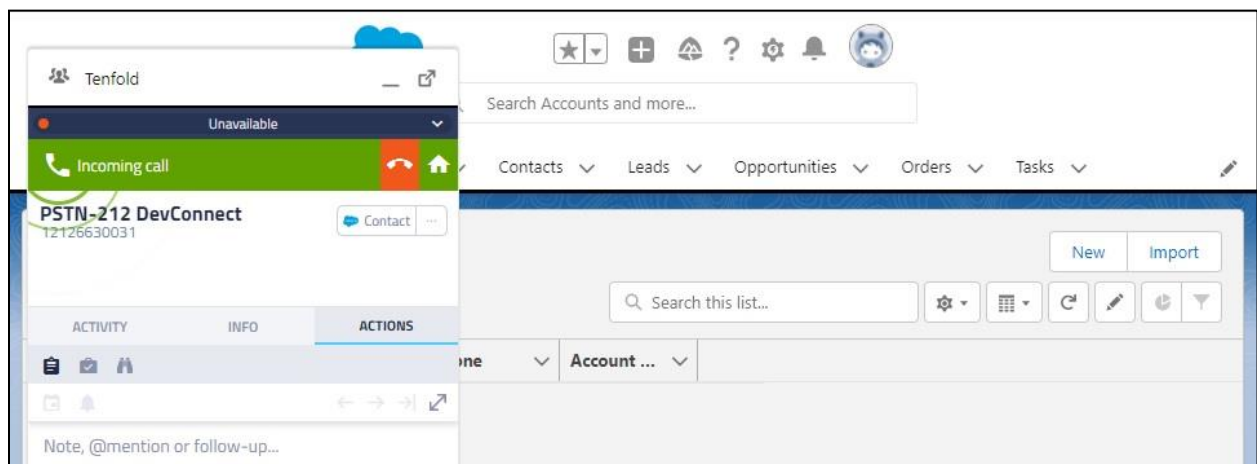 Tenfold
Search Accounts and more...
Unavailable
Incoming call
Contacts Leads Opportunities Orders Tasks
PSTN-212 DevConnect
12126630031
Contact ...
New Import
Search this list...
ACTIVITY INFO ACTIONS
one Account ...
Note, @mention or follow-up...